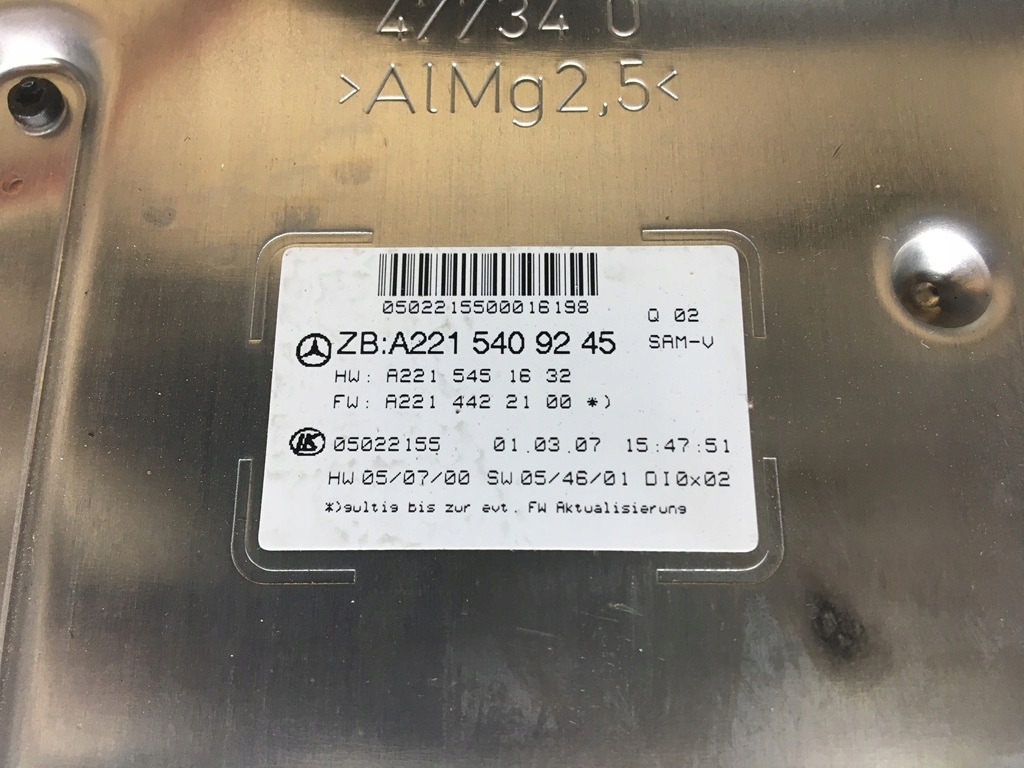 47734 0
>AlMg2,5<
0502215500016198
Q 02
ZB:A221 540 92 45
SAM-V
HW: A221 545 16 32
FW: A221 442 21 00 *)
05022155 01.03.07 15:47:51
HW 05/07/00 SW 05/46/01 DI0x02
*)gultig bis zur evt. FW Aktualisierung